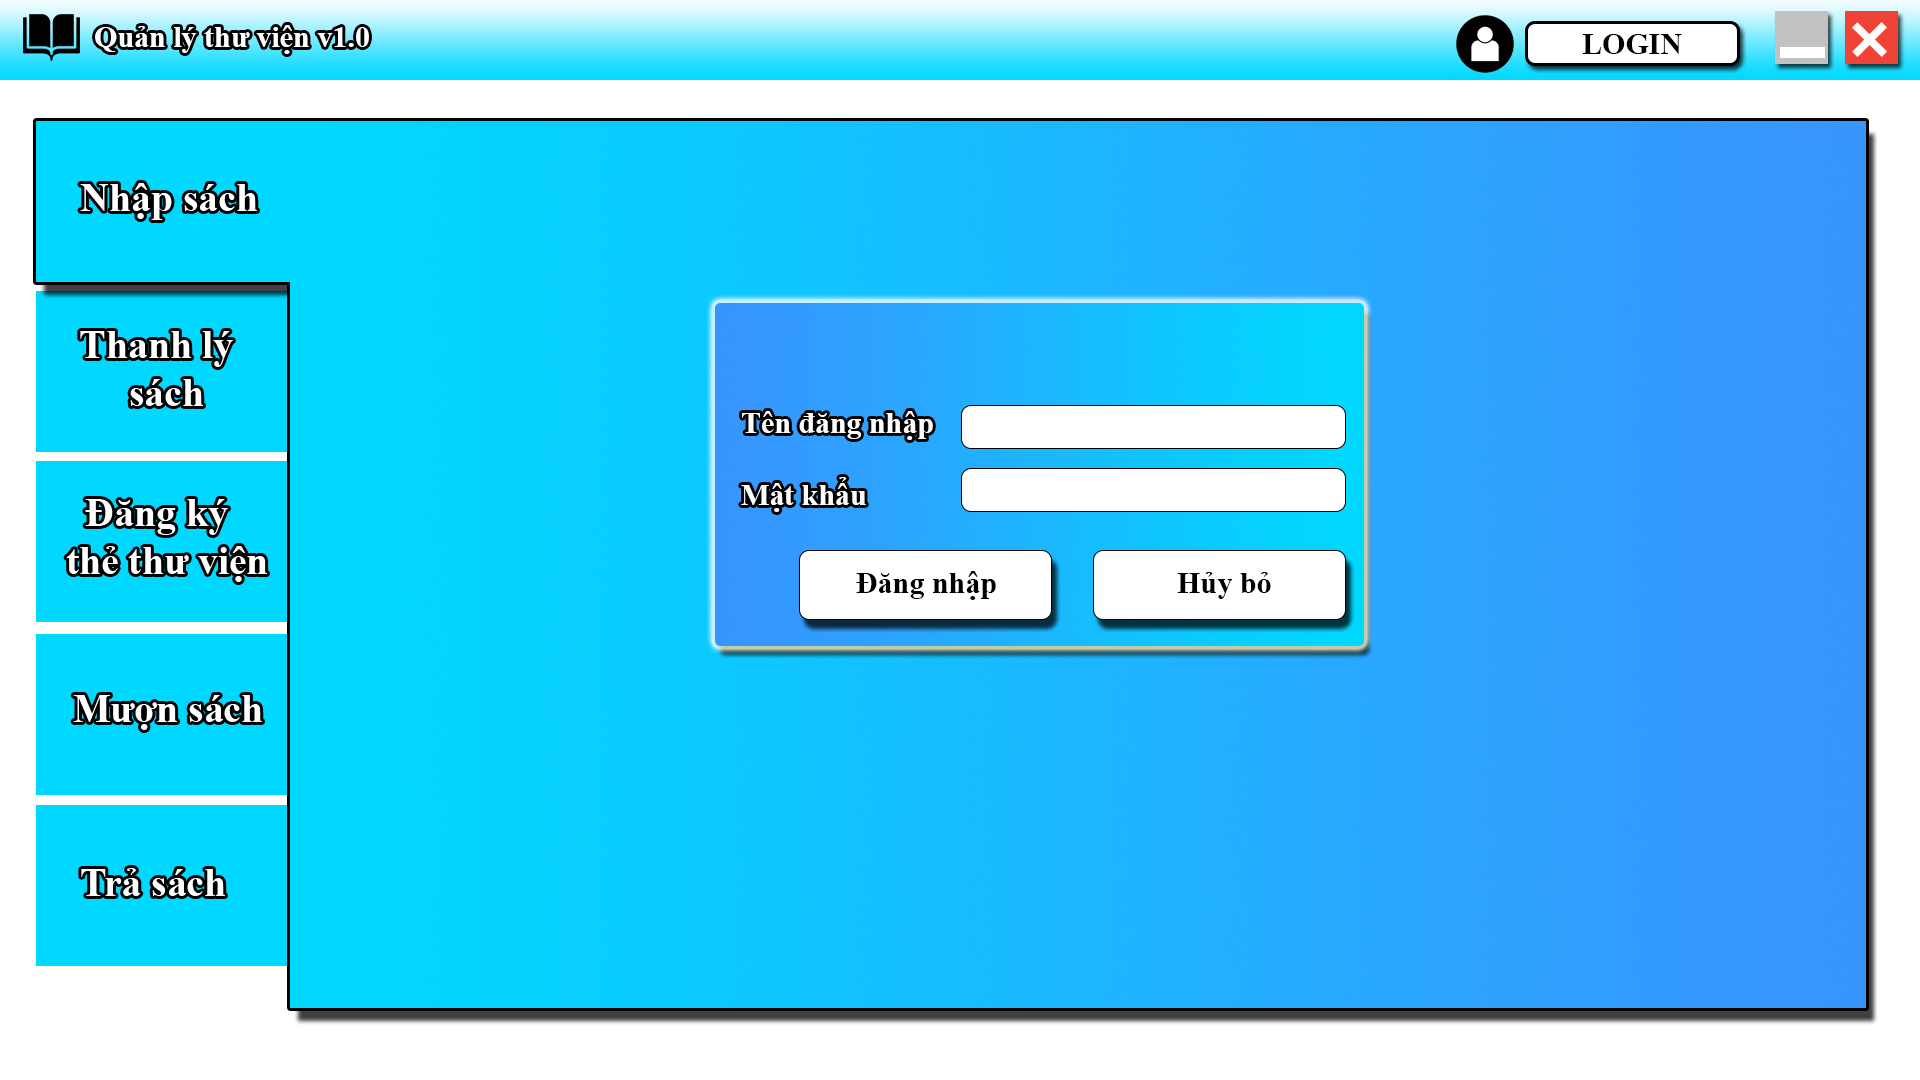 Quản lý thư viện v1.0
LOGIN
Nhập sách
Thanh lý
sách
Đăng ký
thẻ thư viện
Mượn sách
Trả sách
Tên đăng nhập
Mật khẩu
Đăng nhập
Hủy bỏ